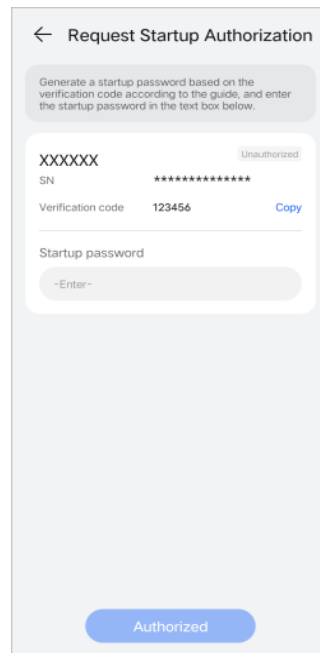 Request Startup Authorization
Generate a startup password based on the
verification code according to the guide, and enter
the startup password in the text box below.
XXXXXX
Unauthorized
SN **************
Verification code 123456 Copy
Startup password
-Enter-
Authorized